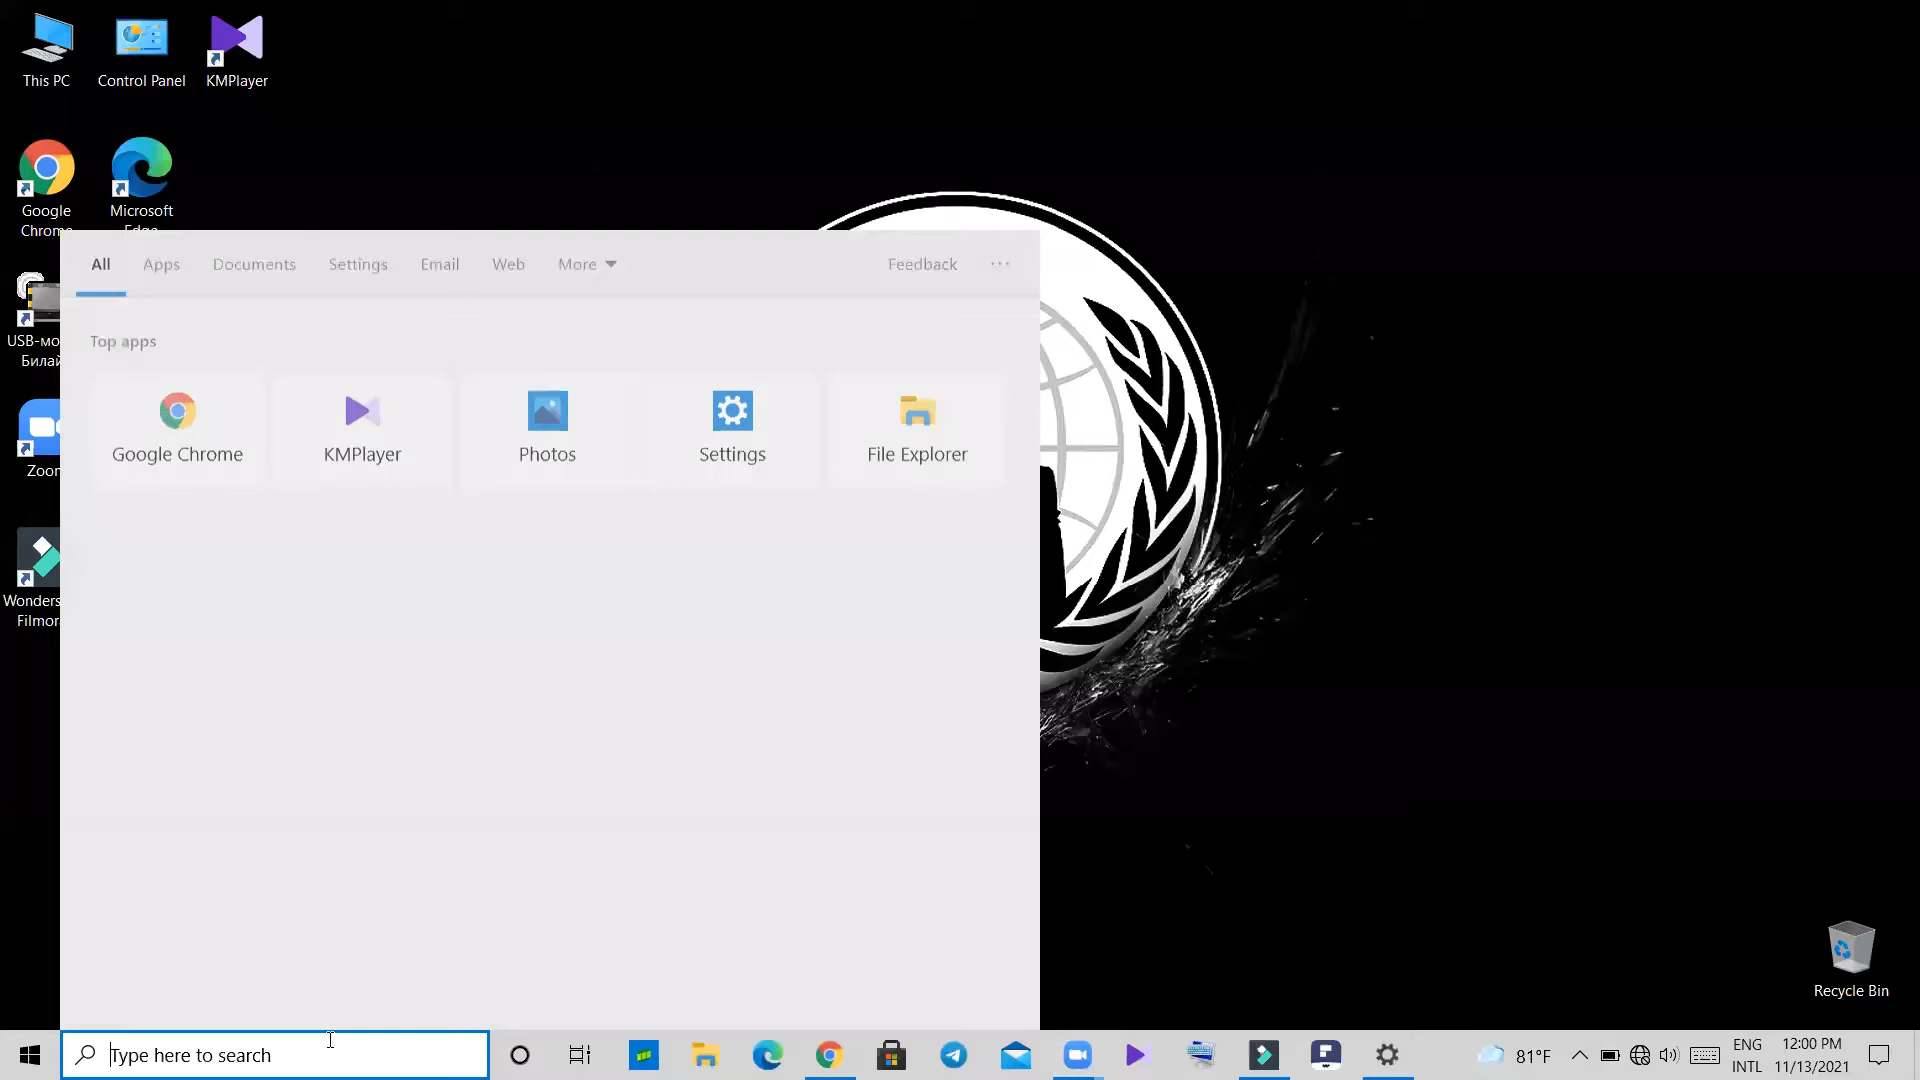 This PC
Control Panel
KMPlayer
Google
Chrome
Microsoft
Edge
USB-мо
Билай
Zoom
Wonders
Filmor
All Apps Documents Settings Email Web More Feedback ...
Top apps
Google Chrome
KMPlayer
Photos
Settings
File Explorer
Recycle Bin
Type here to search
81°F
ENG
INTL
12:00 PM
11/13/2021